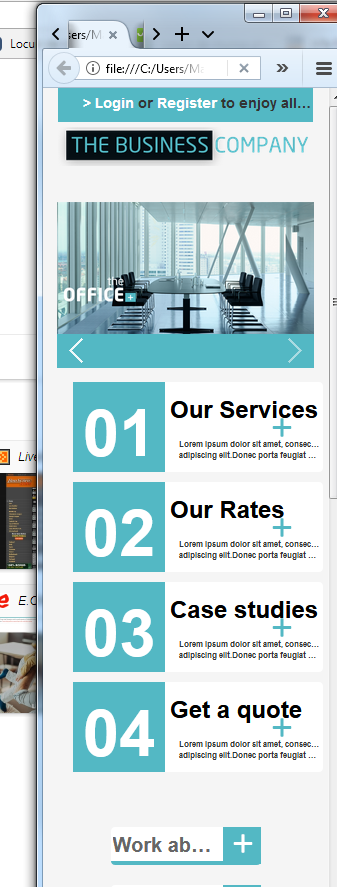 sers/M
Locu
file:///C:/Users/Ma
> Login or Register to enjoy all…
THE BUSINESS COMPANY
the
OFFICE
01
Our Services
Lorem ipsum dolor sit amet, consec…
adipiscing elit.Donec porta feugiat …
02
Our Rates
Lorem ipsum dolor sit amet, consec…
adipiscing elit.Donec porta feugiat …
Live
03
Case studies
Lorem ipsum dolor sit amet, consec…
adipiscing elit.Donec porta feugiat …
E.C
04
Get a quote
Lorem ipsum dolor sit amet, consec…
adipiscing elit.Donec porta feugiat …
Work ab…